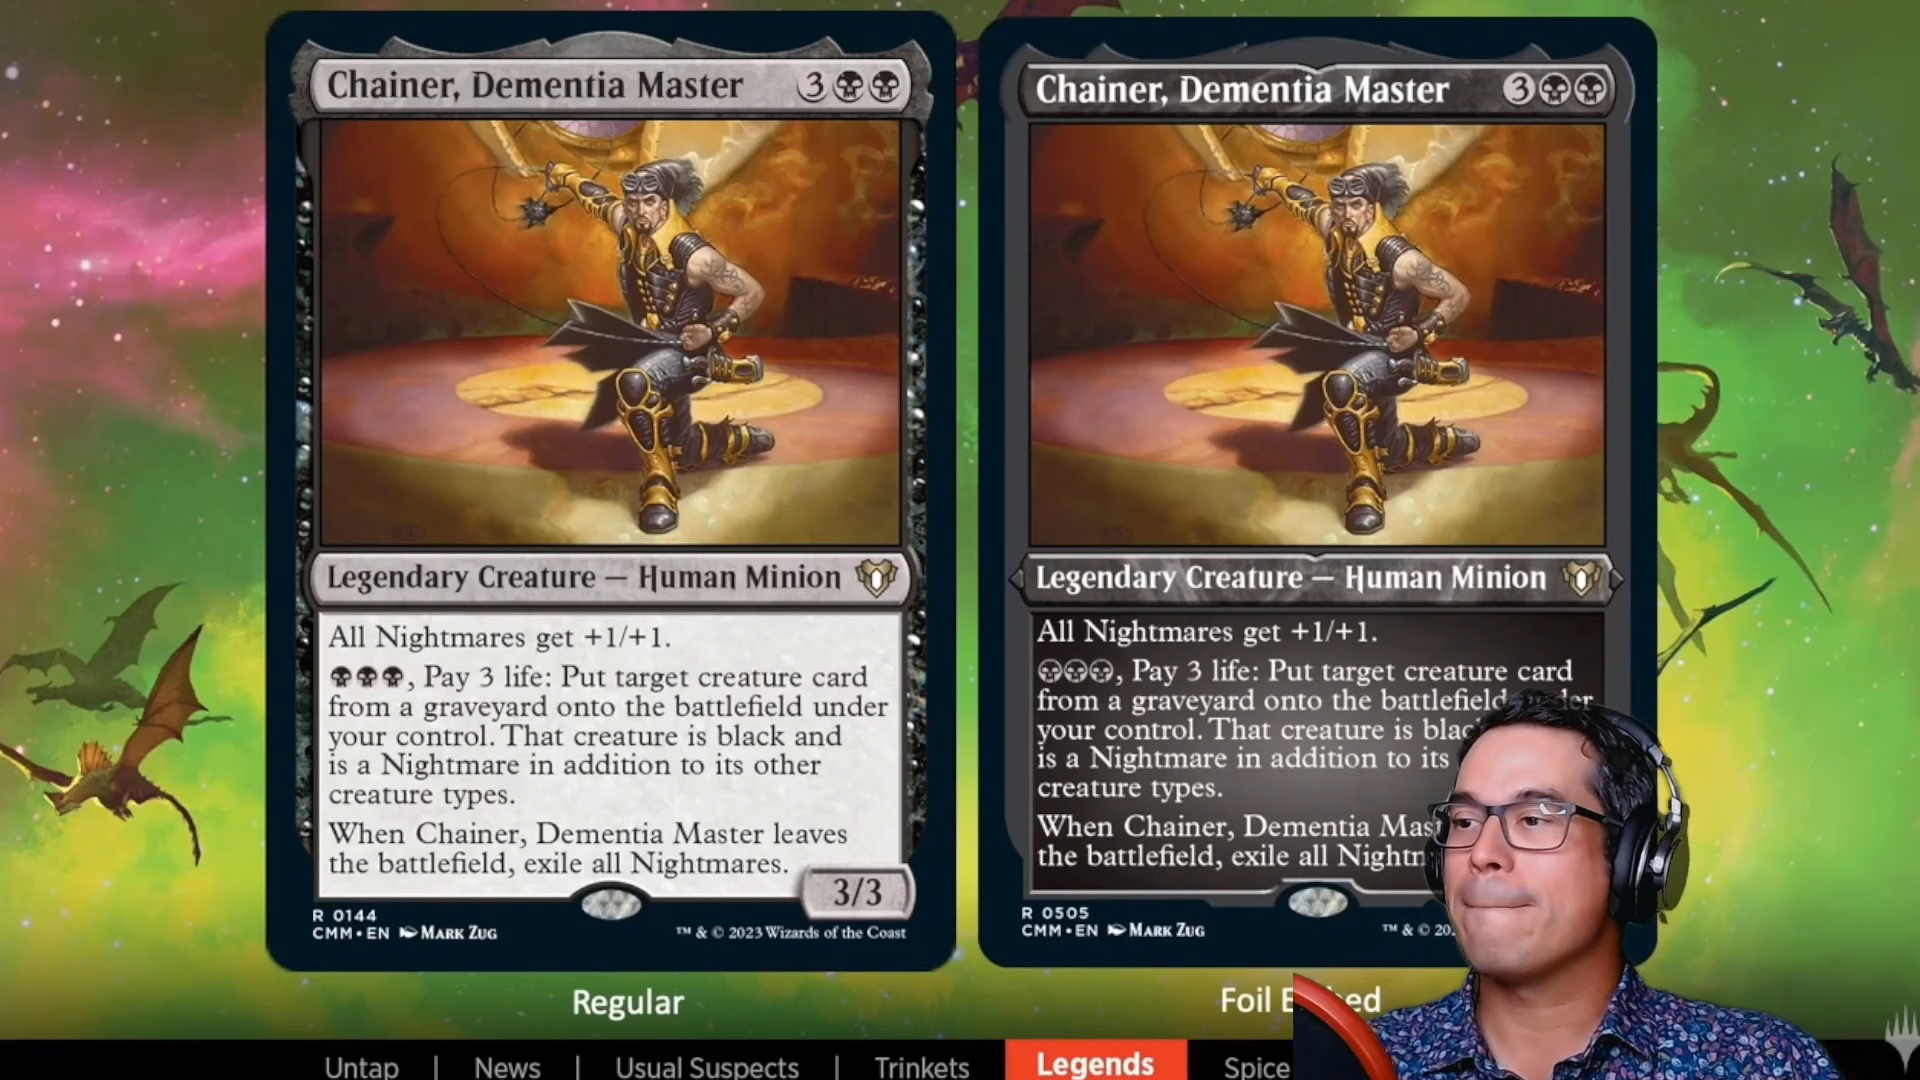 Chainer, Dementia Master 3
Legendary Creature — Human Minion
All Nightmares get +1/+1.
, Pay 3 life: Put target creature card
from a graveyard onto the battlefield under
your control. That creature is black and
is a Nightmare in addition to its other
creature types.
When Chainer, Dementia Master leaves
the battlefield, exile all Nightmares.
3/3
R 0144
CMM • EN MARK ZUG
™ & © 2023 Wizards of the Coast
Regular
Chainer, Dementia Master 3
Legendary Creature — Human Minion
All Nightmares get +1/+1.
, Pay 3 life: Put target creature card
from a graveyard onto the battlefield
your control. That creature is
is a Nightmare in addition to its
creature types.
When Chainer, Dementia
the battlefield, exile all
R 0505
CMM • EN MARK ZUG
™ & ©
Foil
Untap | News | Usual Suspects | Trinkets Legends Spice